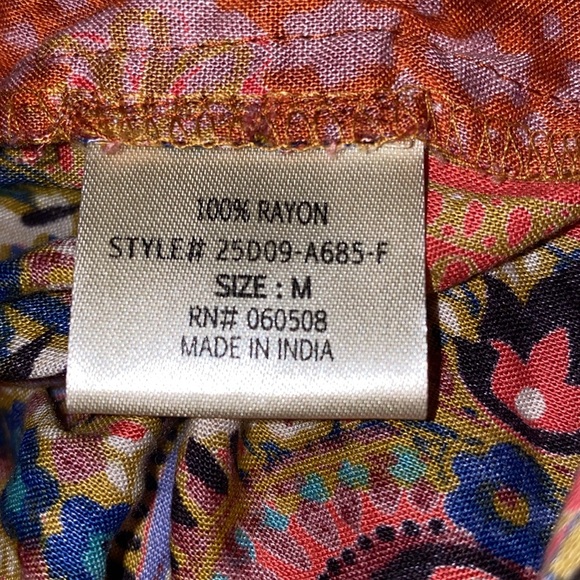 100% RAYON
STYLE# 25D09-A685-F
SIZE : M
RN# 060508
MADE IN INDIA